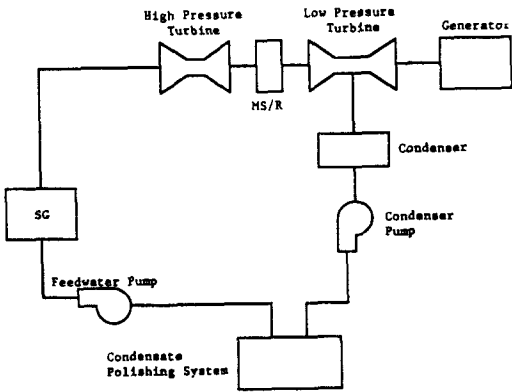 High Pressure
Turbine
Low Pressure
Turbine
Generator
MS/R
Condenser
SG
Condenser
Pump
Feedwater Pump
Condensate
Polishing System